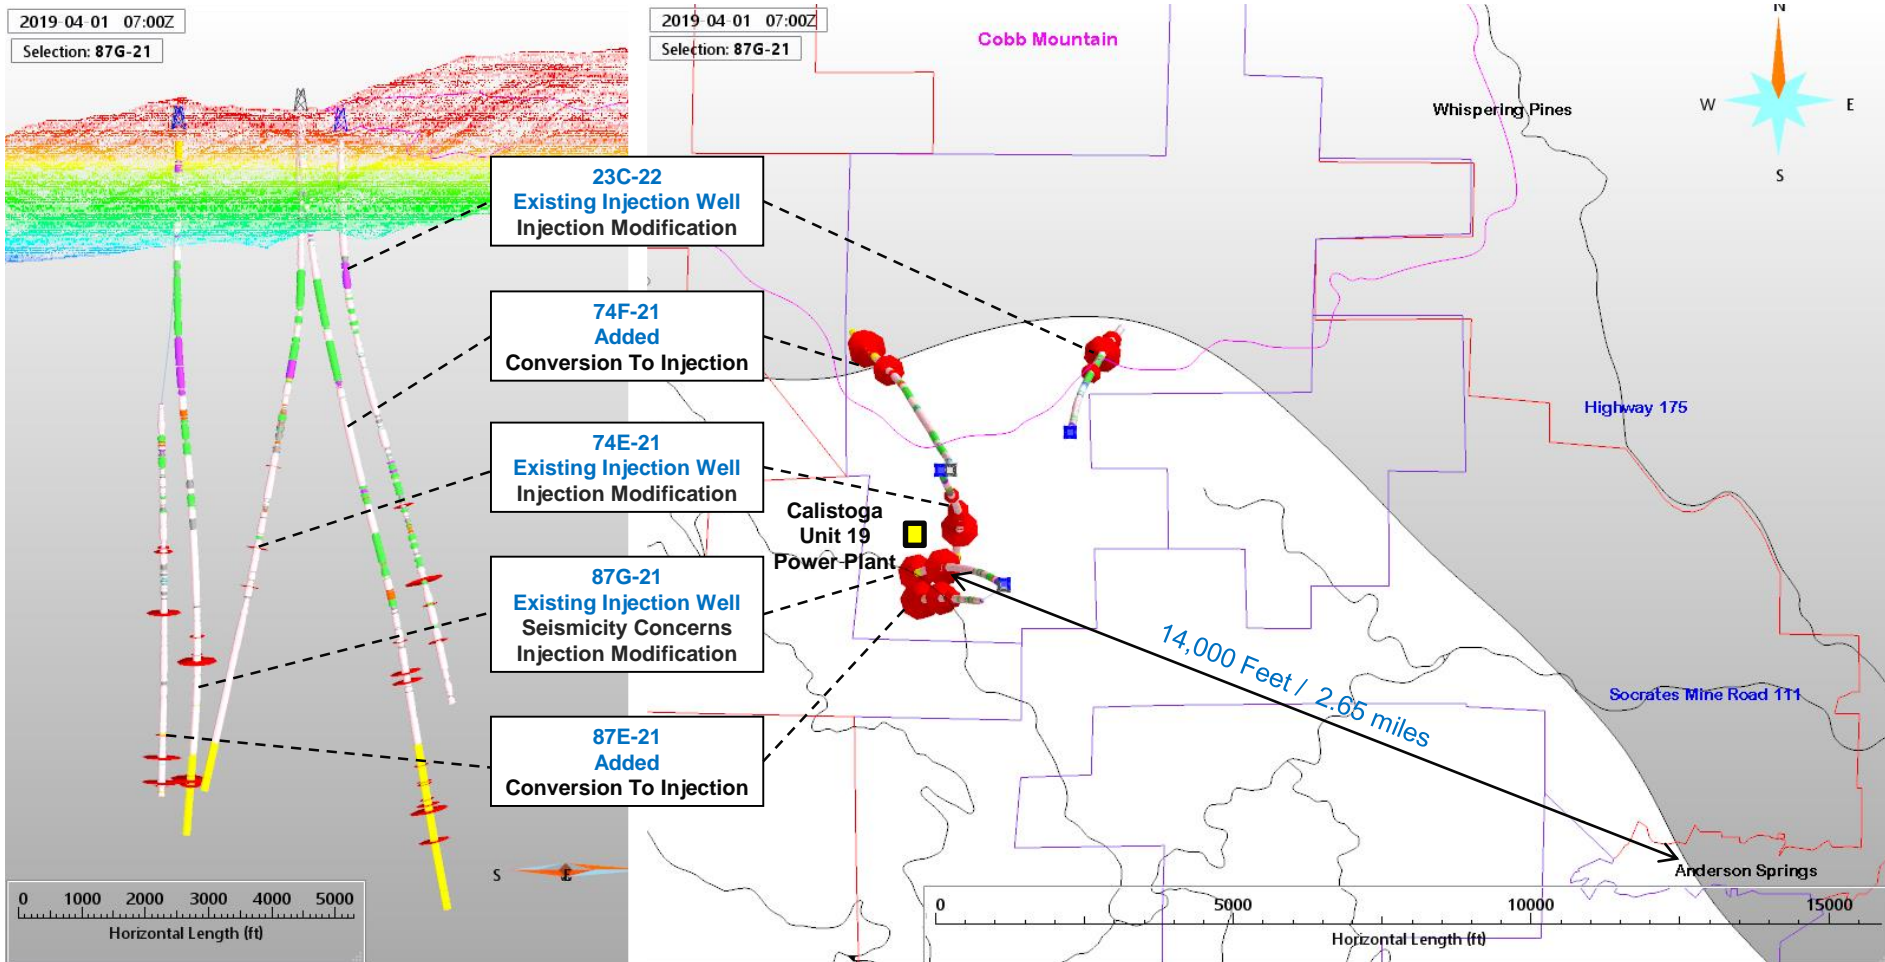 2019-04-01 07:00Z
Selection: 87G-21
2019-04-01 07:00Z
Selection: 87G-21
Cobb Mountain
Whispering Pines
N
W
E
S
23C-22
Existing Injection Well
Injection Modification
74F-21
Added
Conversion To Injection
74E-21
Existing Injection Well
Injection Modification
87G-21
Existing Injection Well
Seismicity Concerns
Injection Modification
87E-21
Added
Conversion To Injection
Calistoga
Unit 19
Power Plant
Highway 175
14,000 Feet / 2.65 miles
Socrates Mine Road 111
Anderson Springs
S
0 1000 2000 3000 4000 5000
Horizontal Length (ft)
0 5000 10000 15000
Horizontal Length (ft)